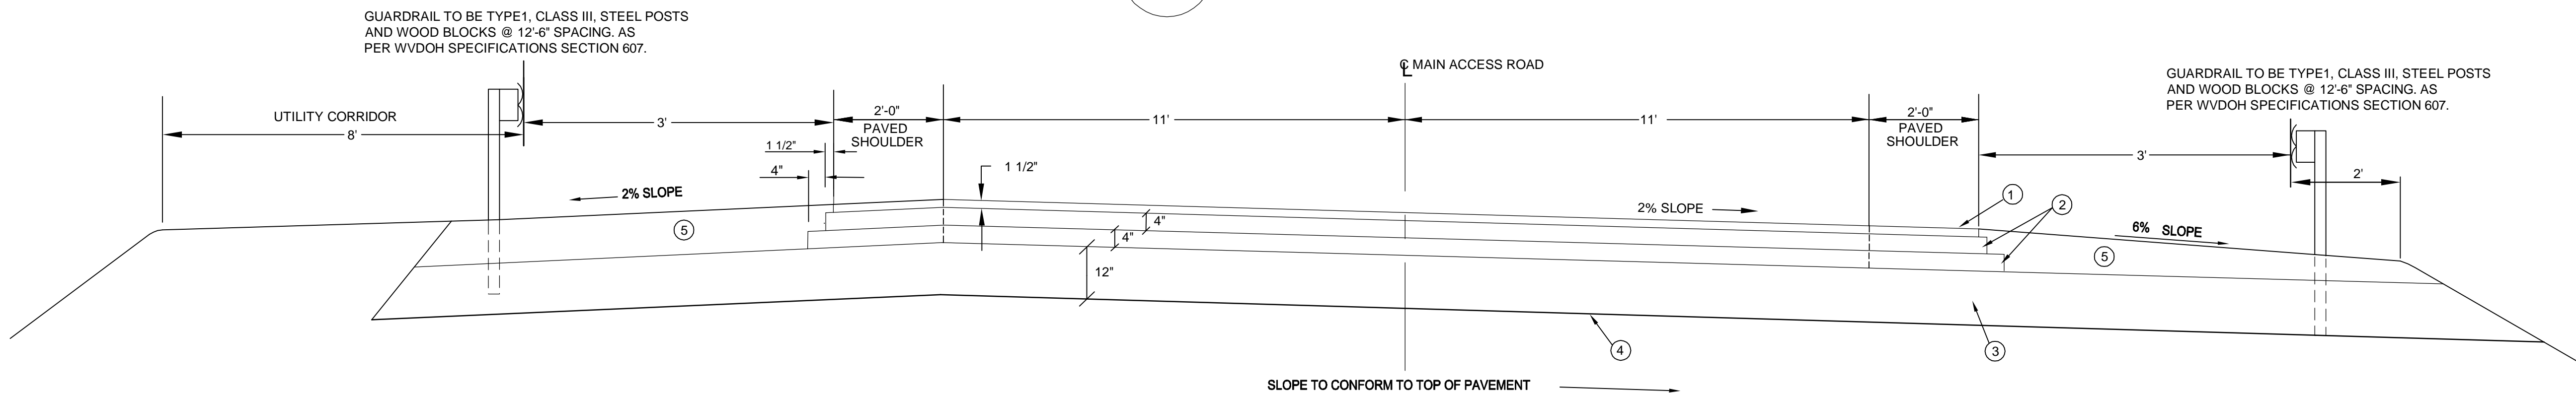 GUARDRAIL TO BE TYPE1, CLASS III, STEEL POSTS
AND WOOD BLOCKS @ 12'-6" SPACING. AS
PER WVDOH SPECIFICATIONS SECTION 607.
℄ MAIN ACCESS ROAD
GUARDRAIL TO BE TYPE1, CLASS III, STEEL POSTS
AND WOOD BLOCKS @ 12'-6" SPACING. AS
PER WVDOH SPECIFICATIONS SECTION 607.
UTILITY CORRIDOR
8'
3'
2'-0"
PAVED
SHOULDER
11'
11'
2'-0"
PAVED
SHOULDER
3'
2'
1 1/2"
4"
1 1/2"
2% SLOPE
2% SLOPE
6% SLOPE
1
2
5
4"
4"
12"
5
4
3
SLOPE TO CONFORM TO TOP OF PAVEMENT